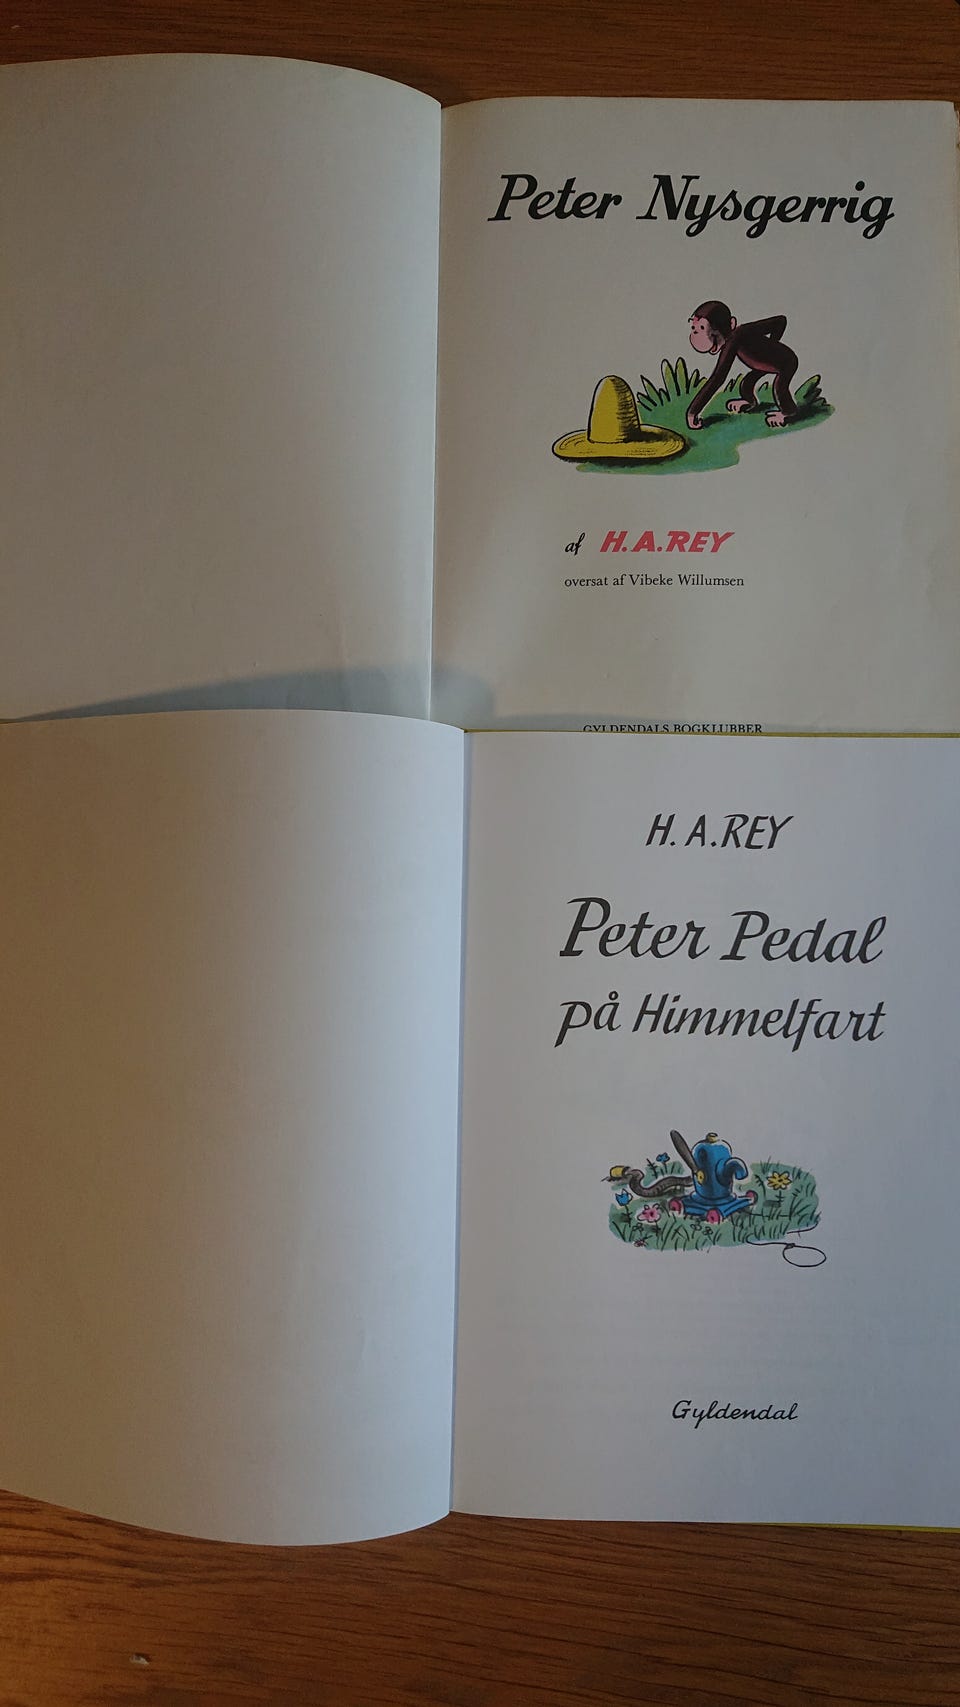 Peter Nysgerrig
af H.A.REY
oversat af Vibeke Willumsen
GYLDENDALS BOGKLUBBER
H. A. REY
Peter Pedal
på Himmelfart
Gyldendal